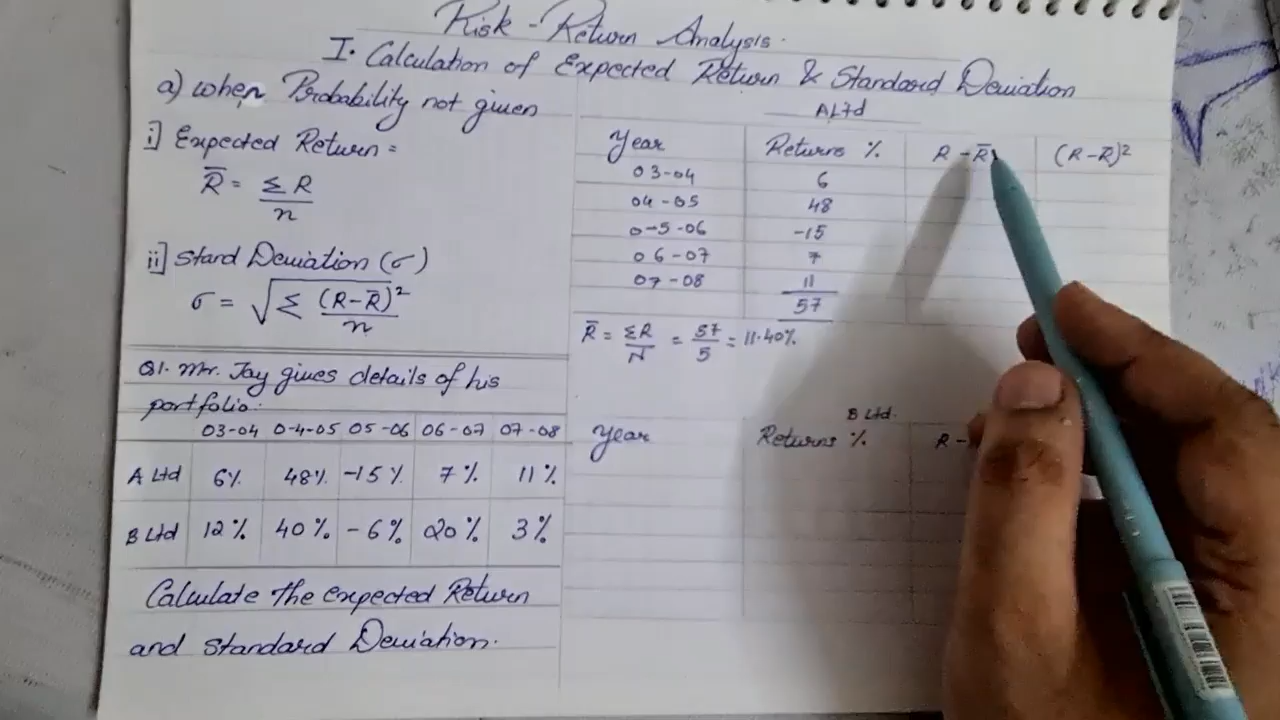 Risk - Return Analysis.
I. Calculation of Expected Return & Standard Deviation
a) when Probability not given
i] Expected Return =
R̅ = ΣR
n
ii] Stard Deviation (σ)
σ = √Σ (R-R̅)²
n
Q1. Mr. Jay gives details of his
portfolio.
03-04 0-4-05 05-06 06-07 07-08
A Ltd 6% 48% -15% 7% 11%
B Ltd 12% 40% -6% 20% 3%
Calculate the expected Return
and Standard Deviation.
A Ltd
Year Returns % R - R̅ (R-R̅)²
03-04 6
04-05 48
0-5-06 -15
06-07 7
07-08 11
57
R̅ = ΣR/N = 57/5 = 11.40%
B Ltd.
Year Returns % R -